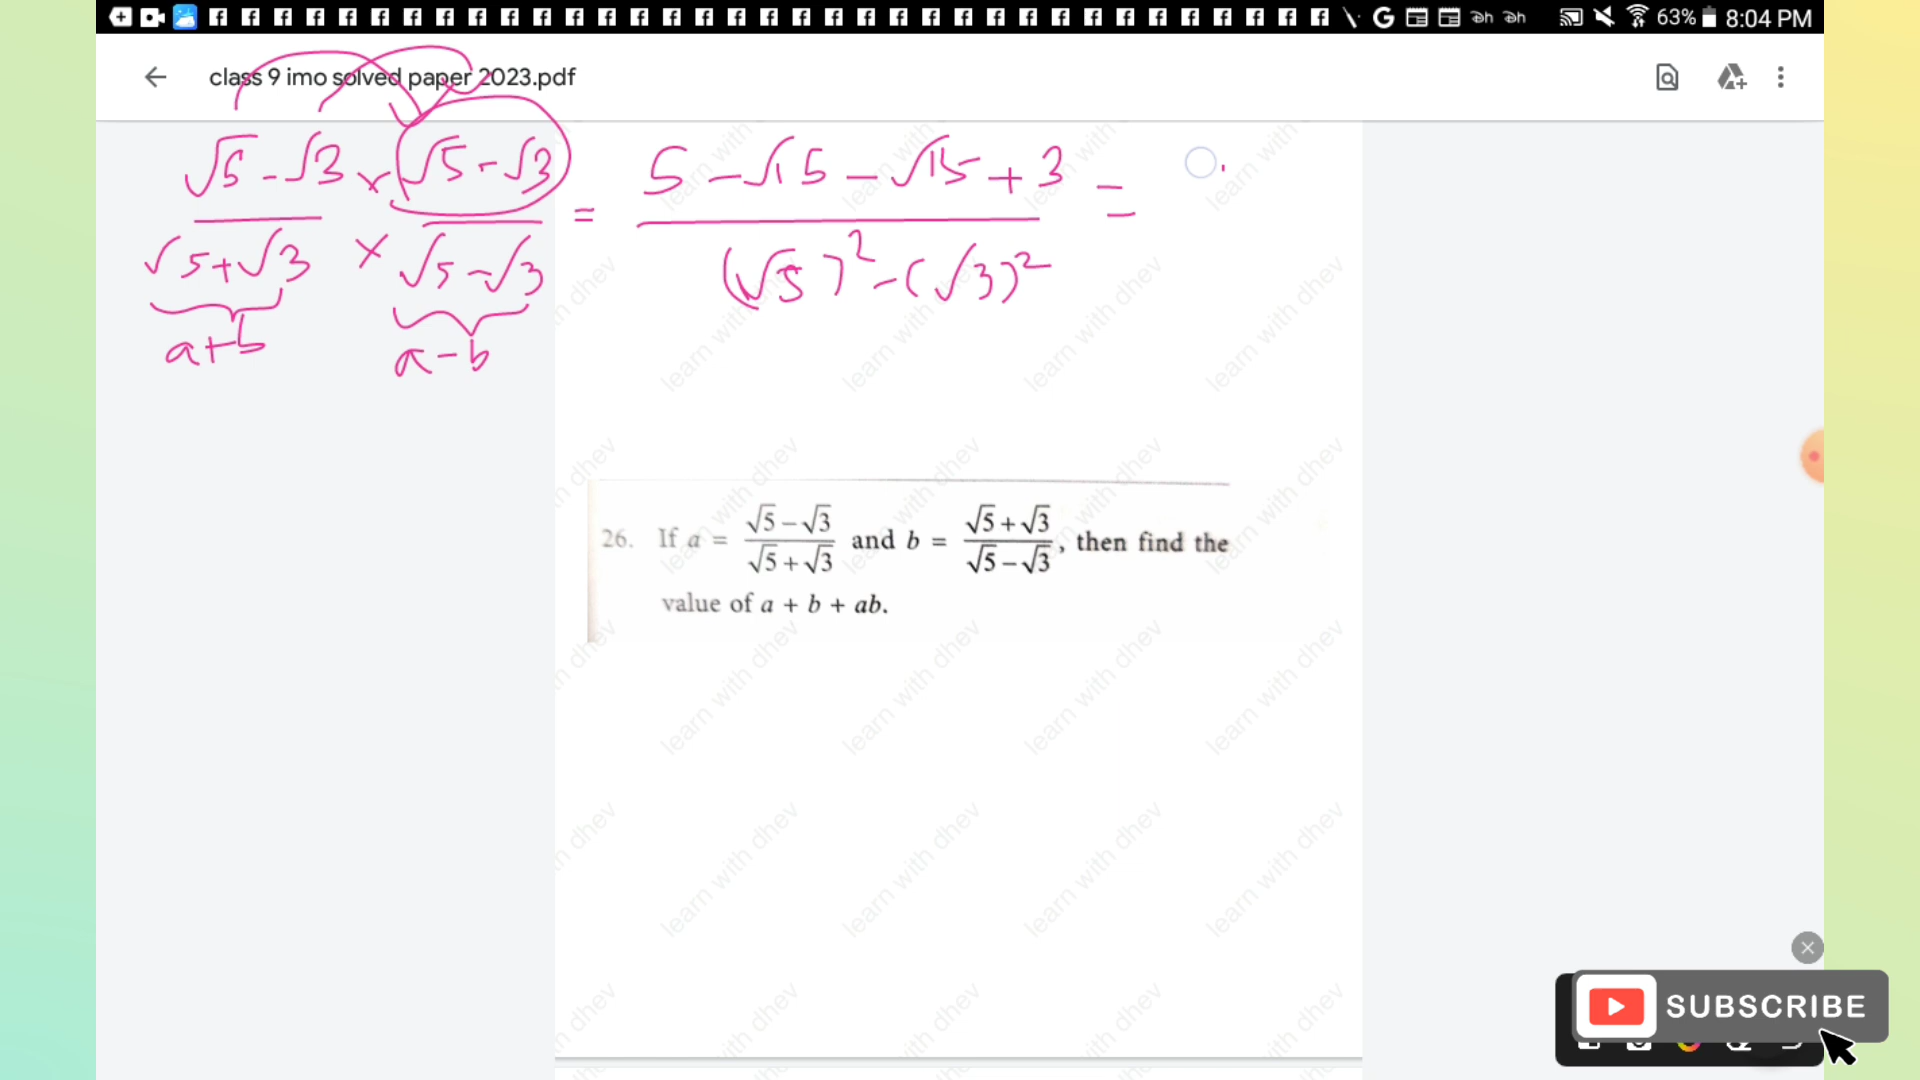 63% 8:04 PM
class 9 imo solved paper 2023.pdf
√5 - √3 × (√5 - √3) = 5 - √15 - √15 + 3 =
√5 + √3 × √5 - √3 (√5)² - (√3)²
a+b a-b
26. If a = √5 − √3 / √5 + √3 and b = √5 + √3 / √5 − √3, then find the
value of a + b + ab.
learn with dhev
SUBSCRIBE